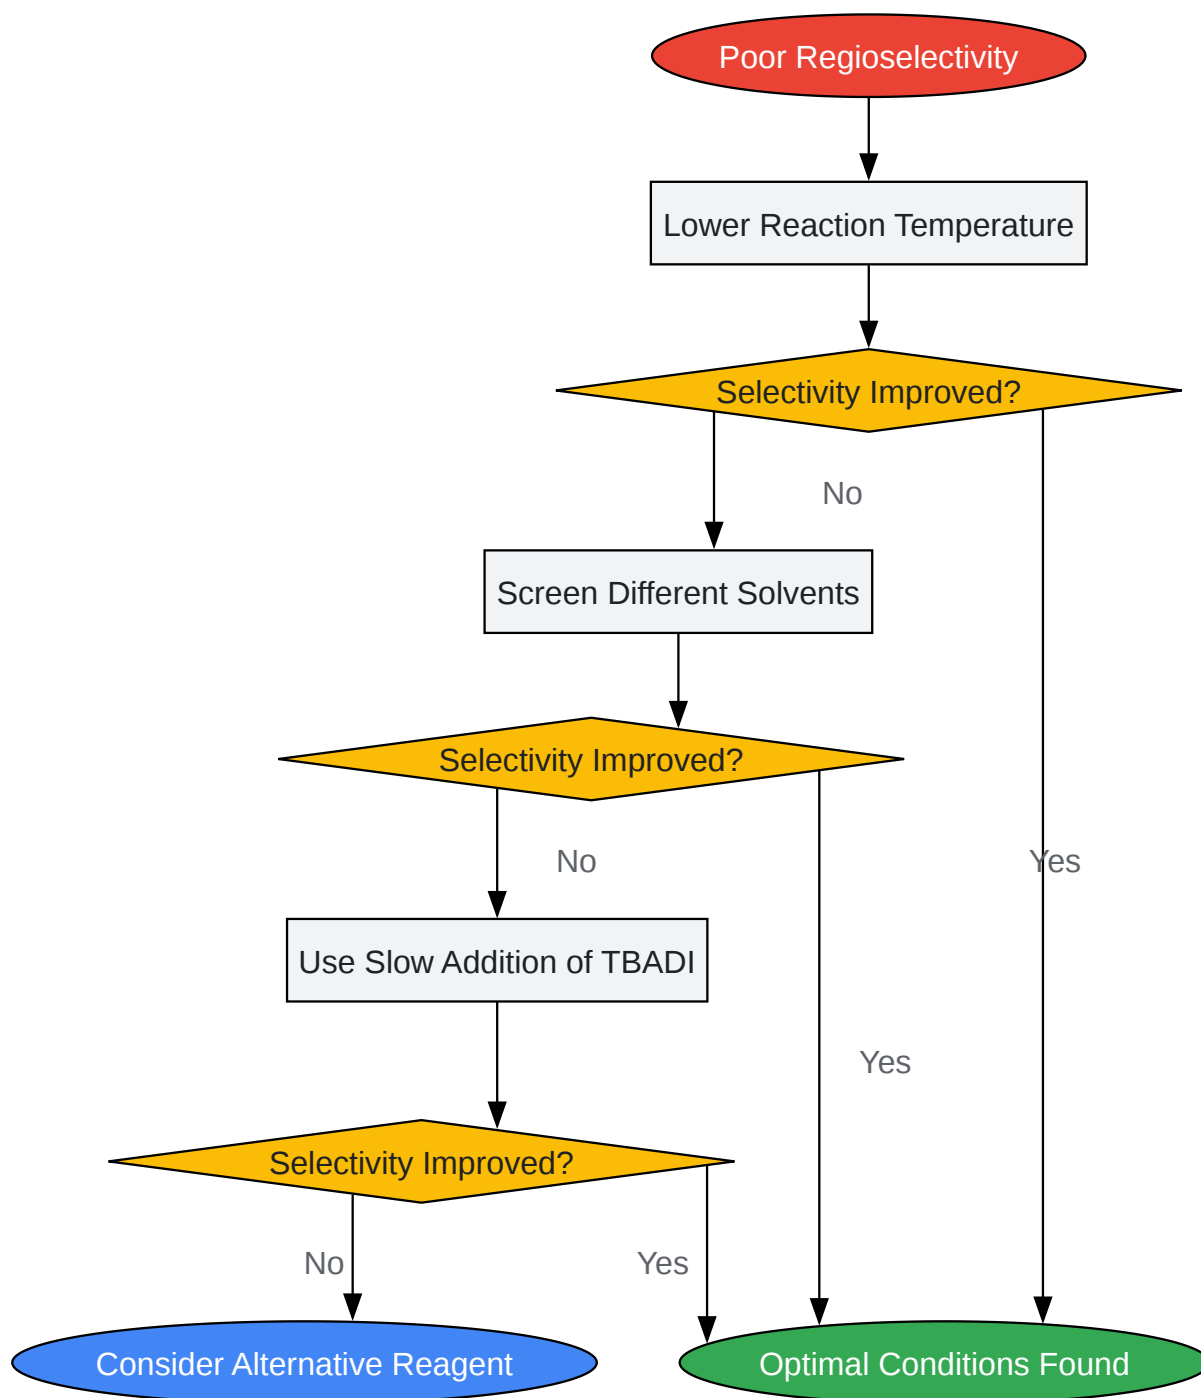 Poor Regioselectivity
Lower Reaction Temperature
Selectivity Improved?
No
Screen Different Solvents
Selectivity Improved?
No
Yes
Use Slow Addition of TBADI
Yes
Selectivity Improved?
No
Yes
Consider Alternative Reagent
Optimal Conditions Found